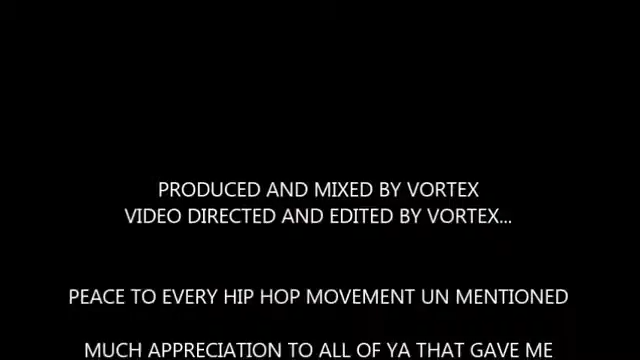 PRODUCED AND MIXED BY VORTEX
VIDEO DIRECTED AND EDITED BY VORTEX...
PEACE TO EVERY HIP HOP MOVEMENT UN MENTIONED
MUCH APPRECIATION TO ALL OF YA THAT GAVE ME